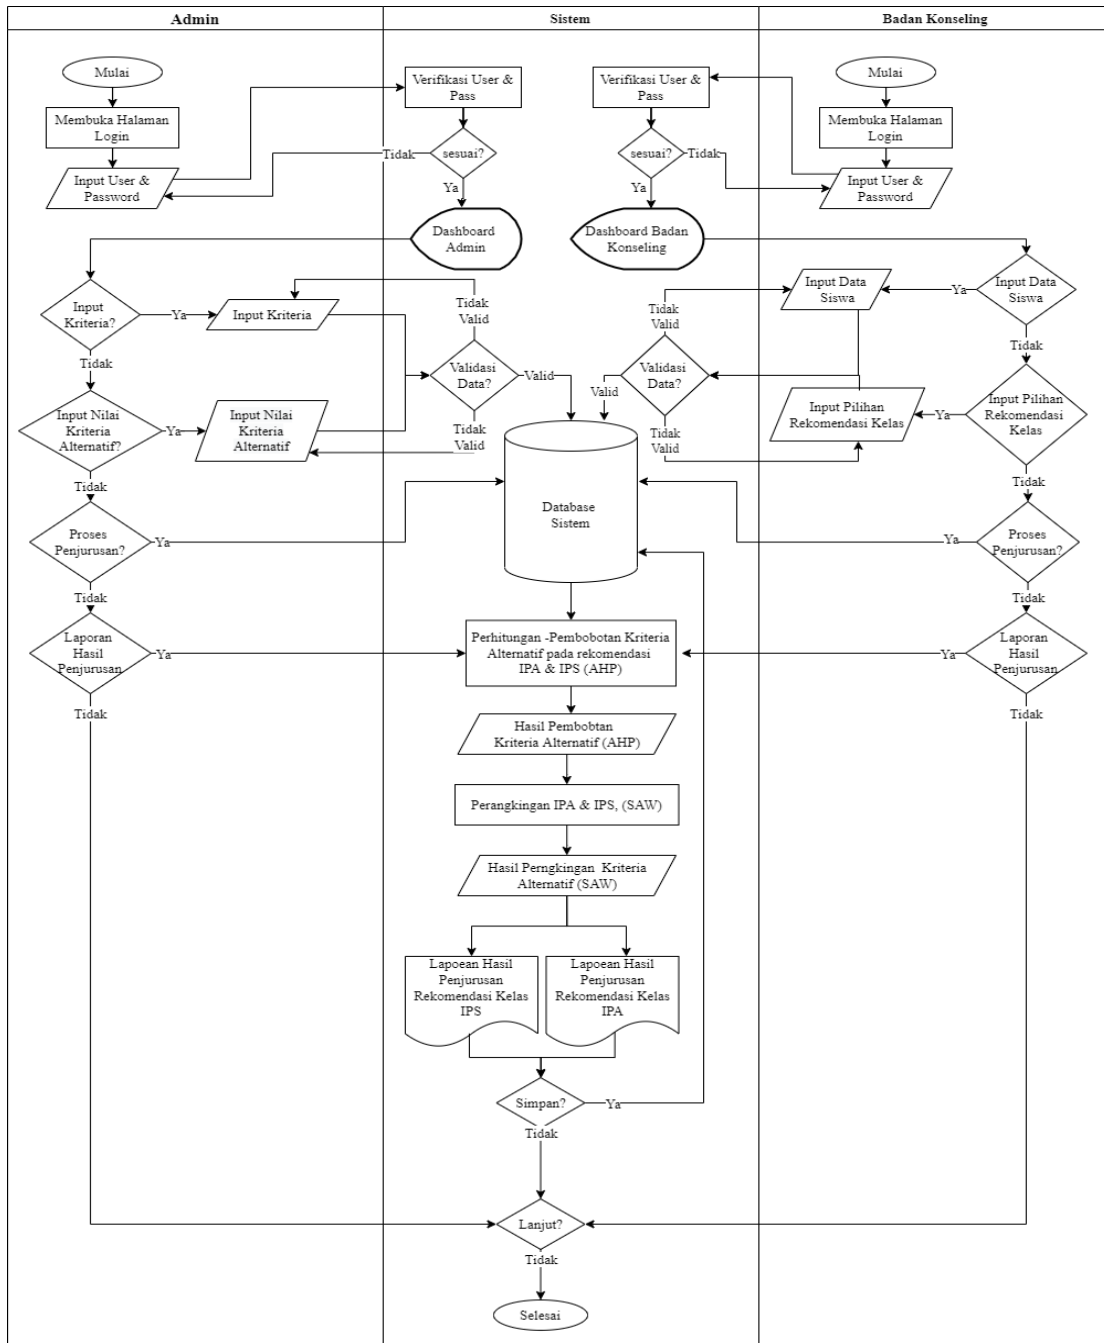 Admin
Sistem
Badan Konseling
Mulai
Verifikasi User &
Pass
Verifikasi User &
Pass
Mulai
Membuka Halaman
Login
Membuka Halaman
Login
Tidak
sesuai?
sesuai?
Tidak
Input User &
Password
Ya
Ya
Input User &
Password
Dashboard
Admin
Dashboard Badan
Konseling
Input
Kriteria?
Ya
Input Kriteria
Tidak
Valid
Tidak
Valid
Input Data
Siswa
Ya
Input Data
Siswa
Tidak
Validasi
Data?
Valid
Valid
Validasi
Data?
Tidak
Input Nilai
Kriteria
Alternatif?
Ya
Input Nilai
Kriteria
Alternatif
Tidak
Valid
Tidak
Valid
Input Pilihan
Rekomendasi Kelas
Ya
Input Pilihan
Rekomendasi
Kelas
Tidak
Tidak
Database
Sistem
Proses
Penjurusan?
Ya
Ya
Proses
Penjurusan?
Tidak
Tidak
Laporan
Hasil
Penjurusan
Ya
Perhitungan -Pembobotan Kriteria
Alternatif pada rekomendasi
IPA & IPS (AHP)
Ya
Laporan
Hasil
Penjurusan
Tidak
Tidak
Hasil Pembobtan
Kriteria Alternatif (AHP)
Perangkingan IPA & IPS, (SAW)
Hasil Perngkingan Kriteria
Alternatif (SAW)
Lapoean Hasil
Penjurusan
Rekomendasi Kelas
IPS
Lapoean Hasil
Penjurusan
Rekomendasi Kelas
IPA
Simpan?
Ya
Tidak
Lanjut?
Tidak
Selesai